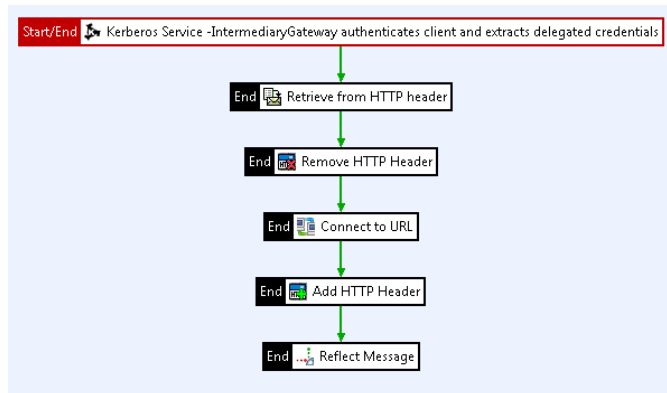 Start/End Kerberos Service -IntermediaryGateway authenticates client and extracts delegated credentials
End Retrieve from HTTP header
End Remove HTTP Header
End Connect to URL
End Add HTTP Header
End Reflect Message